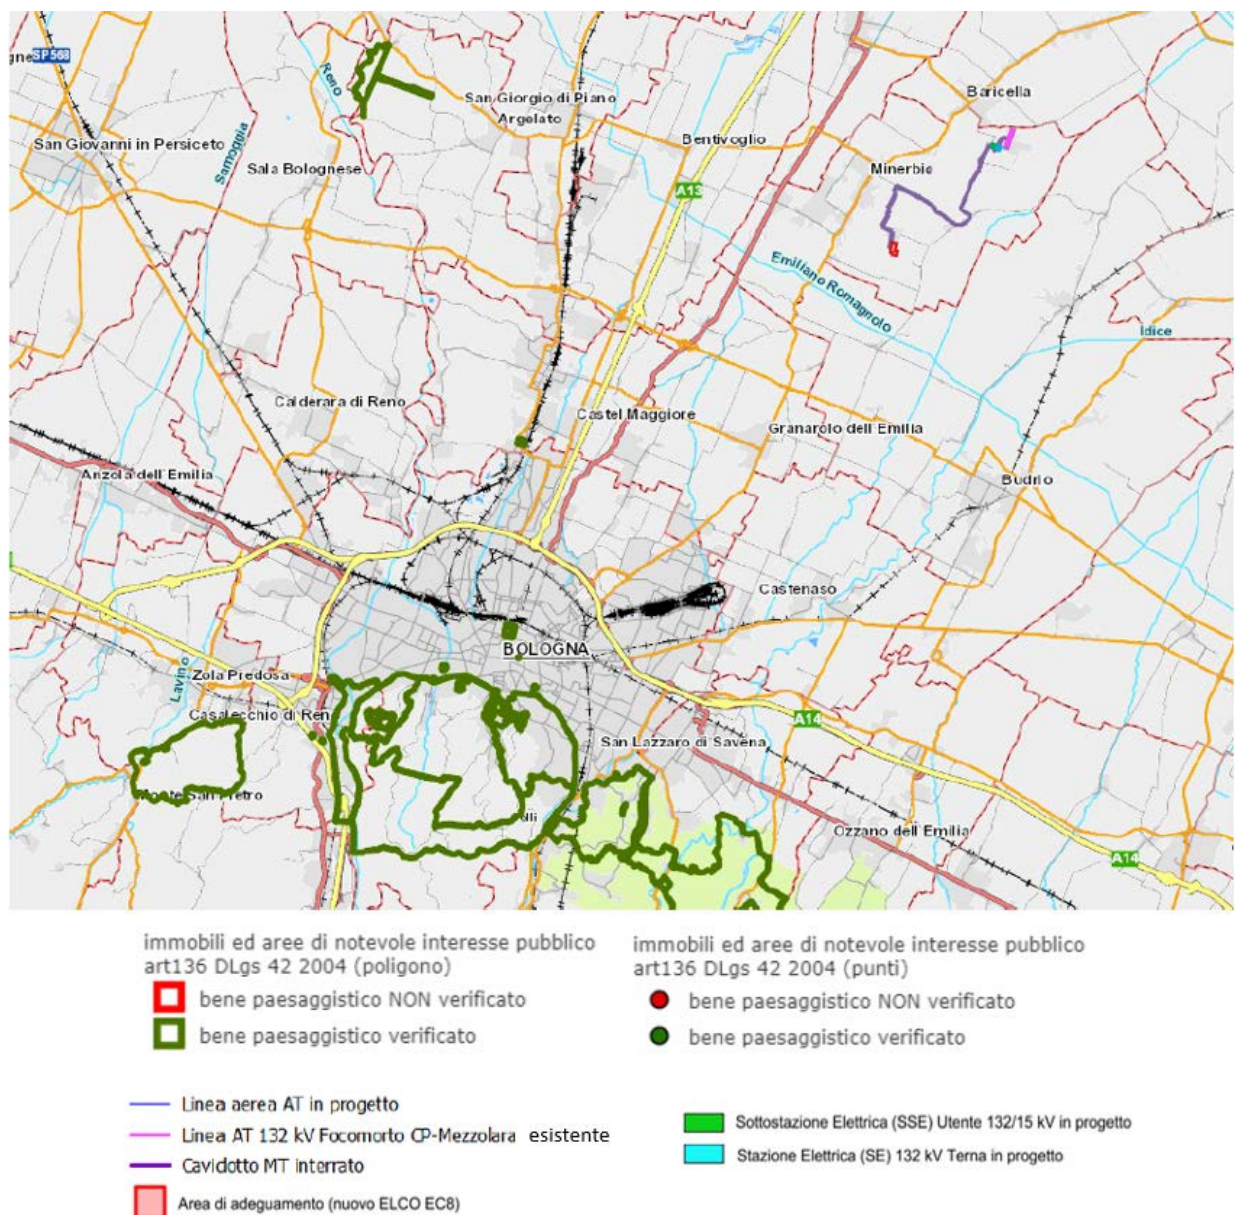 gne
SP568
Reno
San Giorgio di Piano
Argelato
Baricella
San Giovanni in Persiceto
Samoggia
Bentivoglio
Sala Bolognese
Minerbio
A13
Emiliano Romagnolo
Idice
Calderara di Reno
Castel Maggiore
Granarolo dell'Emilia
Anzola dell'Emilia
Budrio
Castenaso
BOLOGNA
Zola Predosa
Lavino
Casalecchio di Ren
A14
San Lazzaro di Savena
Monte San Pietro
olli
Ozzano dell'Emilia
A14
immobili ed aree di notevole interesse pubblico
art136 DLgs 42 2004 (poligono)
bene paesaggistico NON verificato
bene paesaggistico verificato
immobili ed aree di notevole interesse pubblico
art136 DLgs 42 2004 (punti)
bene paesaggistico NON verificato
bene paesaggistico verificato
Linea aerea AT in progetto
Linea AT 132 kV Focomorto CP-Mezzolara esistente
Cavidotto MT interrato
Area di adeguamento (nuovo ELCO EC8)
Sottostazione Elettrica (SSE) Utente 132/15 kV in progetto
Stazione Elettrica (SE) 132 kV Terna in progetto